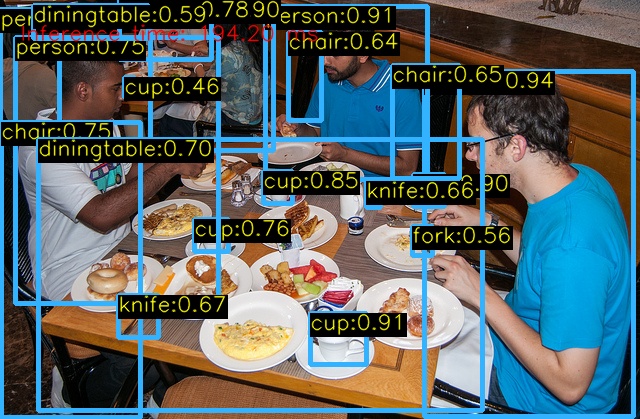 diningtable:0.59
0.78
90
person:0.91
Inference time: 194.20 ms
person:0.75
chair:0.64
cup:0.46
chair:0.65
0.94
chair:0.75
diningtable:0.70
cup:0.85
knife:0.66
.90
cup:0.76
fork:0.56
knife:0.67
cup:0.91